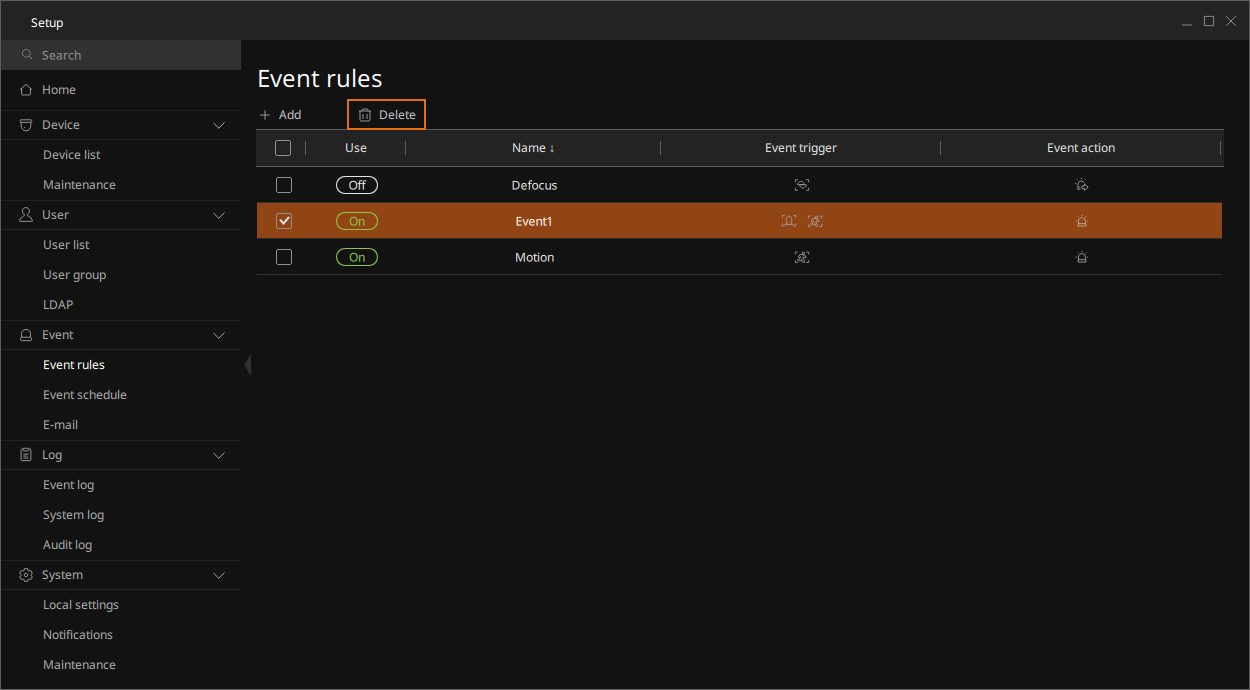 Setup
Search
Home
Device
Device list
Maintenance
User
User list
User group
LDAP
Event
Event rules
Event schedule
E-mail
Log
Event log
System log
Audit log
System
Local settings
Notifications
Maintenance
Event rules
+ Add Delete
Use Name ↓ Event trigger Event action
Off Defocus
On Event1
On Motion